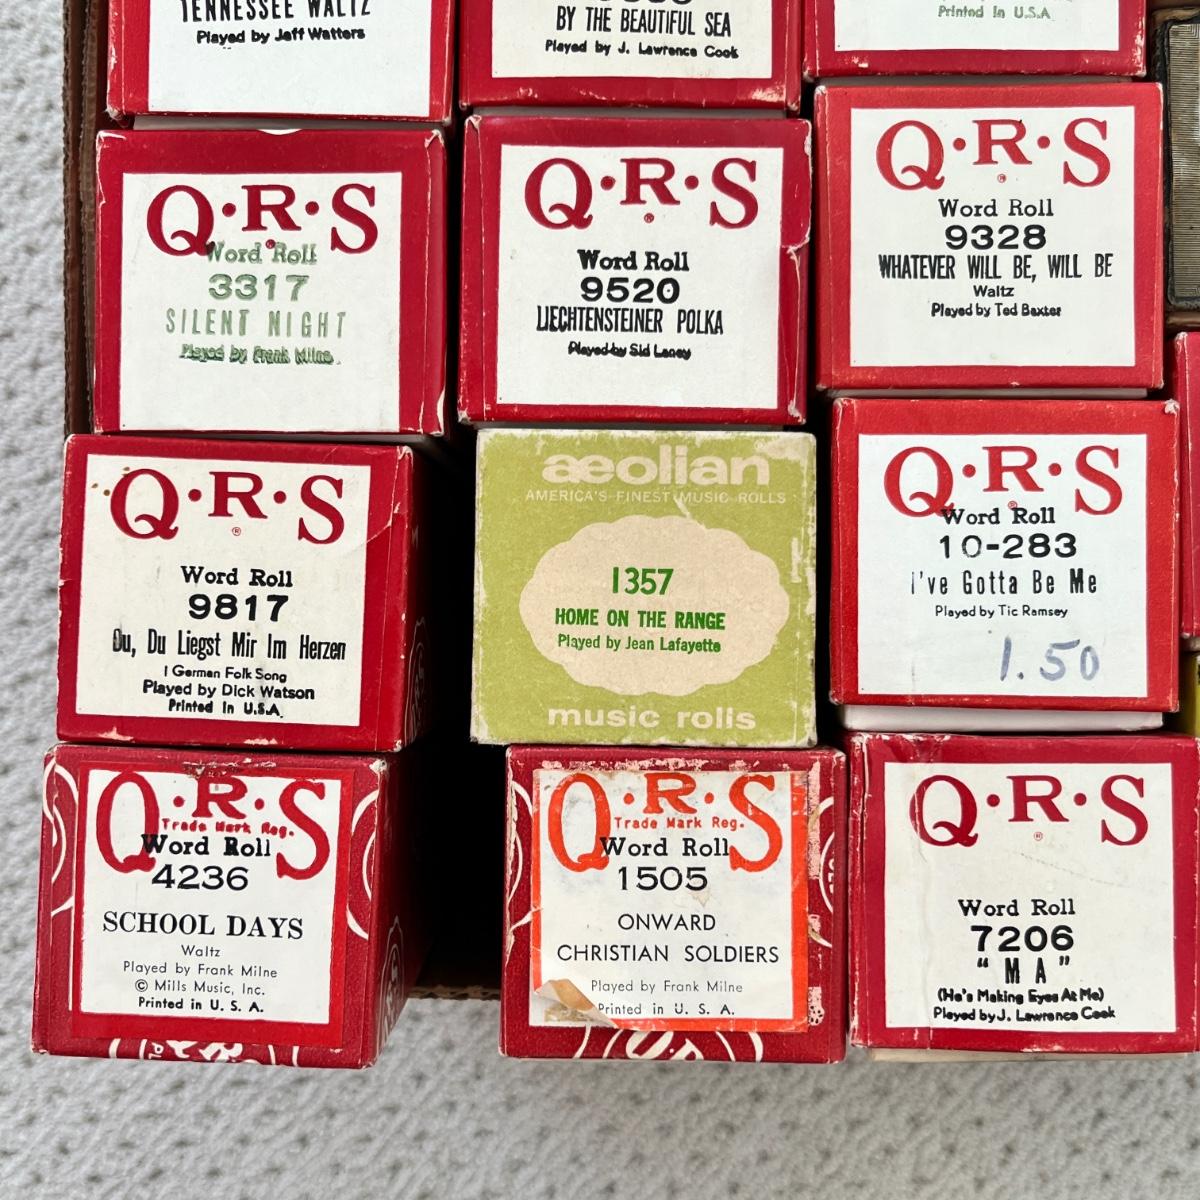 TENNESSEE WALTZ
Played by Jeff Watters
BY THE BEAUTIFUL SEA
Played by J. Lawrence Cook
Printed in U.S.A
Q·R·S
Word Roll
3317
SILENT NIGHT
Played by Frank Milne
Q·R·S
®
Word Roll
9520
LIECHTENSTEINER POLKA
Played by Sid Laney
Q·R·S
®
Word Roll
9328
WHATEVER WILL BE, WILL BE
Waltz
Played by Ted Baxter
Q·R·S
®
Word Roll
9817
Du, Du Liegst Mir Im Herzen
German Folk Song
Played by Dick Watson
Printed in U.S.A.
aeolian
AMERICA'S FINEST MUSIC ROLLS
1357
HOME ON THE RANGE
Played by Jean Lafayette
music rolls
Q·R·S
Word Roll
10-283
I've Gotta Be Me
Played by Tic Ramsey
1.50
Q·R·S
Trade Mark Reg.
Word Roll
4236
SCHOOL DAYS
Waltz
Played by Frank Milne
© Mills Music, Inc.
Printed in U. S. A.
Q·R·S
Trade Mark Reg.
Word Roll
1505
ONWARD
CHRISTIAN SOLDIERS
Played by Frank Milne
Printed in U. S. A.
Q·R·S
®
Word Roll
7206
"MA"
(He's Making Eyes At Me)
Played by J. Lawrence Cook